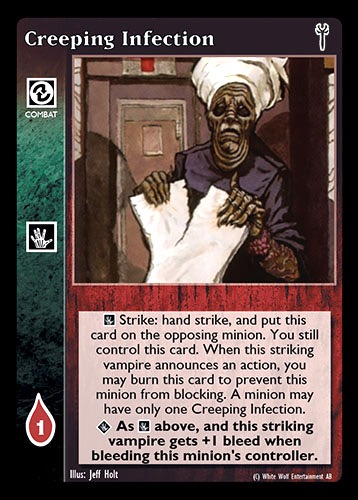 Creeping Infection
COMBAT
Strike: hand strike, and put this
card on the opposing minion. You still
control this card. When this striking
vampire announces an action, you
may burn this card to prevent this
minion from blocking. A minion may
have only one Creeping Infection.
As above, and this striking
vampire gets +1 bleed when
bleeding this minion's controller.
1
Illus: Jeff Holt
(C) White Wolf Entertainment AB